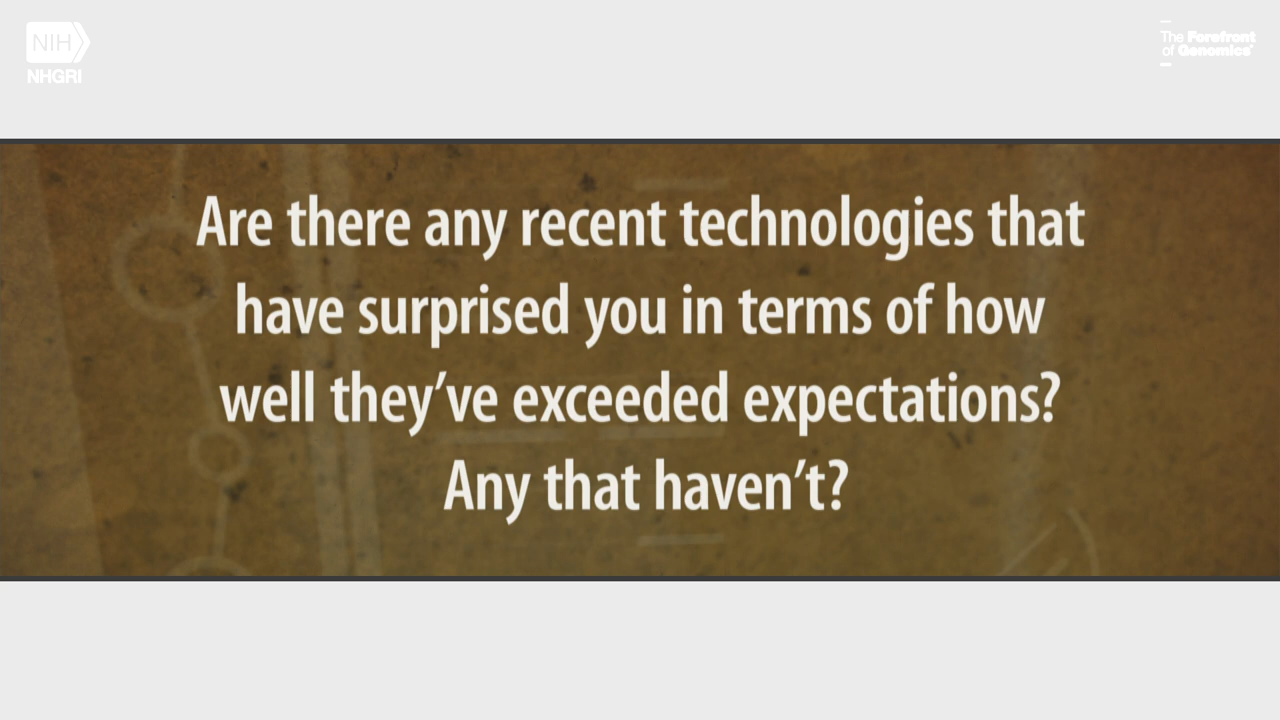 NIH
NHGRI
The Forefront
of Genomics®
Are there any recent technologies that
have surprised you in terms of how
well they’ve exceeded expectations?
Any that haven’t?